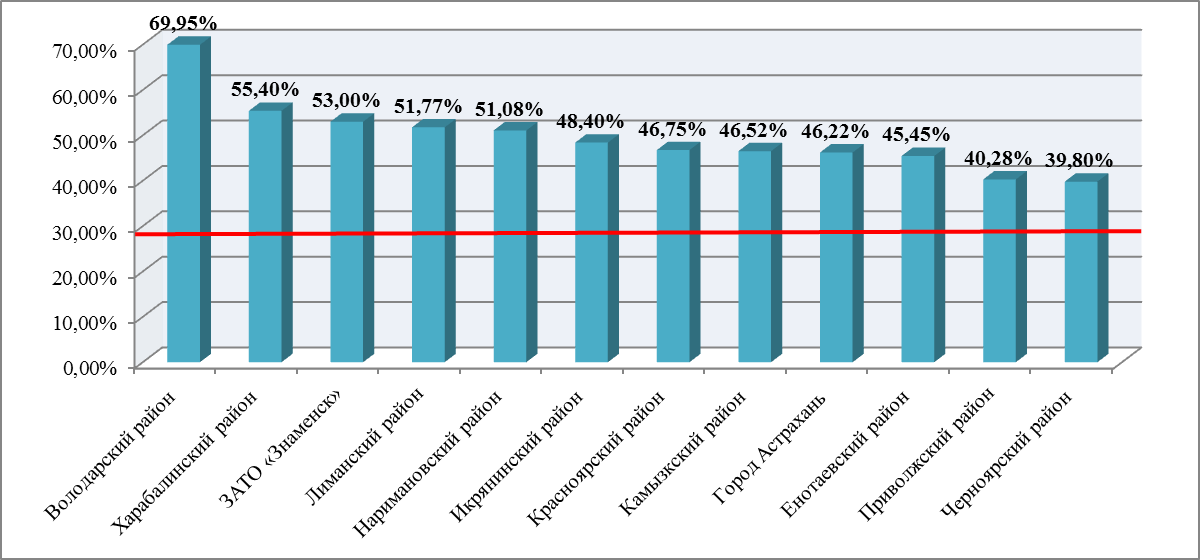 69,95%
55,40%
53,00%
51,77%
51,08%
48,40%
46,75%
46,52%
46,22%
45,45%
40,28%
39,80%
70,00%
60,00%
50,00%
40,00%
30,00%
20,00%
10,00%
0,00%
Володарский район
Харабалинский район
ЗАТО «Знаменск»
Лиманский район
Наримановский район
Икрянинский район
Красноярский район
Камызкский район
Город Астрахань
Енотаевский район
Приволжский район
Черноярский район